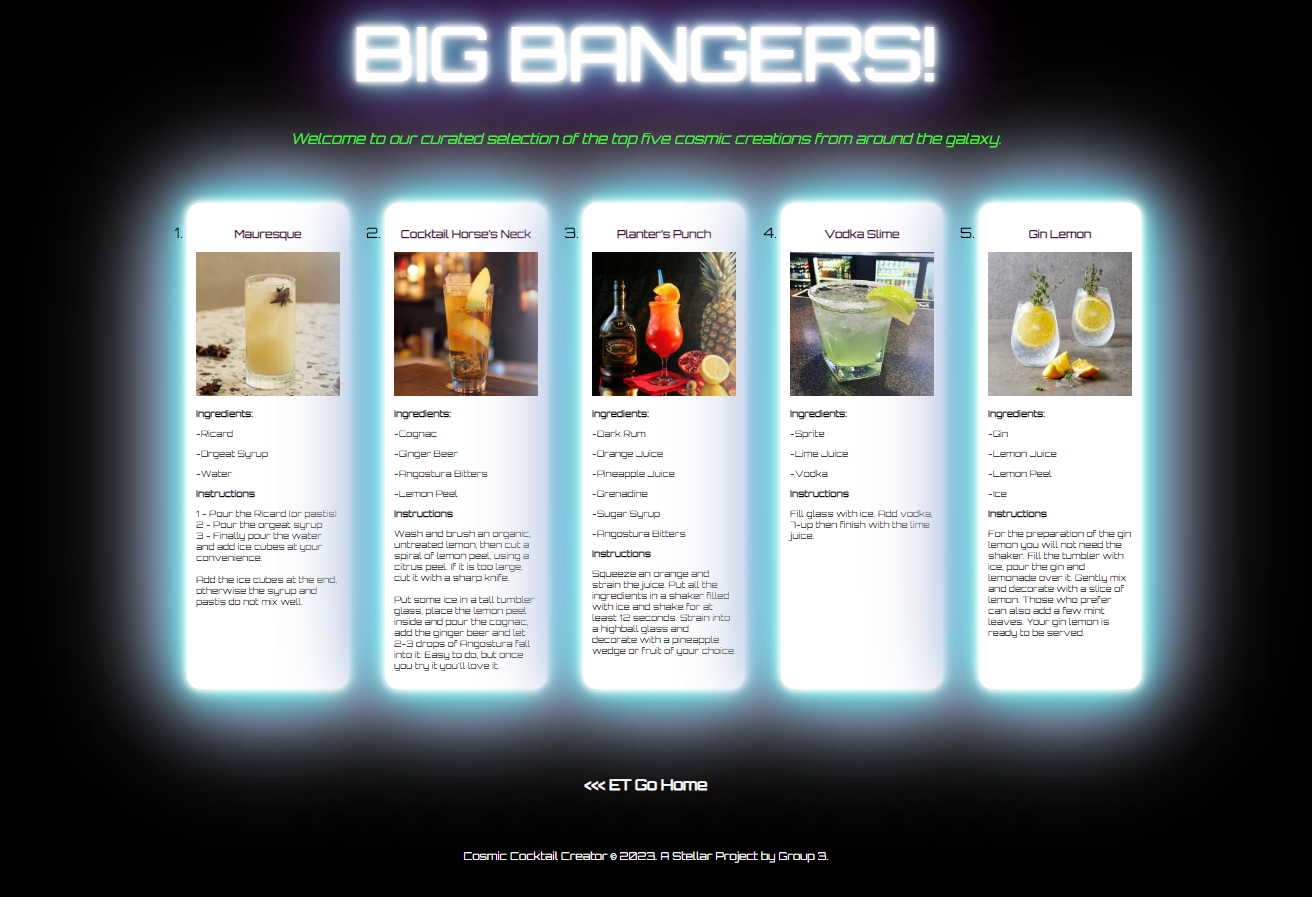 BIG BANGERS!
Welcome to our curated selection of the top five cosmic creations from around the galaxy.
1.
Mauresque
Ingredients:
-Ricard
-Orgeat Syrup
-Water
Instructions
1 - Pour the Ricard (or pastis)
2 - Pour the orgeat syrup
3 - Finally pour the water
and add ice cubes at your
convenience.
Add the ice cubes at the end,
otherwise the syrup and
pastis do not mix well.
2.
Cocktail Horse's Neck
Ingredients:
-Cognac
-Ginger Beer
-Angostura Bitters
-Lemon Peel
Instructions
Wash and brush an organic,
untreated lemon, then cut a
spiral of lemon peel, using a
citrus peel. If it is too large,
cut it with a sharp knife.
Put some ice in a tall tumbler
glass, place the lemon peel
inside and pour the cognac,
add the ginger beer and let
2-3 drops of Angostura fall
into it. Easy to do, but once
you try it you'll love it.
3.
Planter's Punch
Ingredients:
-Dark Rum
-Orange Juice
-Pineapple Juice
-Grenadine
-Sugar Syrup
-Angostura Bitters
Instructions
Squeeze an orange and
strain the juice. Put all the
ingredients in a shaker filled
with ice and shake for at
least 12 seconds. Strain into
a highball glass and
decorate with a pineapple
wedge or fruit of your choice.
4.
Vodka Slime
Ingredients:
-Sprite
-Lime Juice
-Vodka
Instructions
Fill glass with ice. Add vodka,
7-up then finish with the lime
juice.
5.
Gin Lemon
Ingredients:
-Gin
-Lemon Juice
-Lemon Peel
-Ice
Instructions
For the preparation of the gin
lemon you will not need the
shaker. Fill the tumbler with
ice, pour the gin and
lemonade over it. Gently mix
and decorate with a slice of
lemon. Those who prefer
can also add a few mint
leaves. Your gin lemon is
ready to be served.
<<< ET Go Home
Cosmic Cocktail Creator © 2023. A Stellar Project by Group 3.